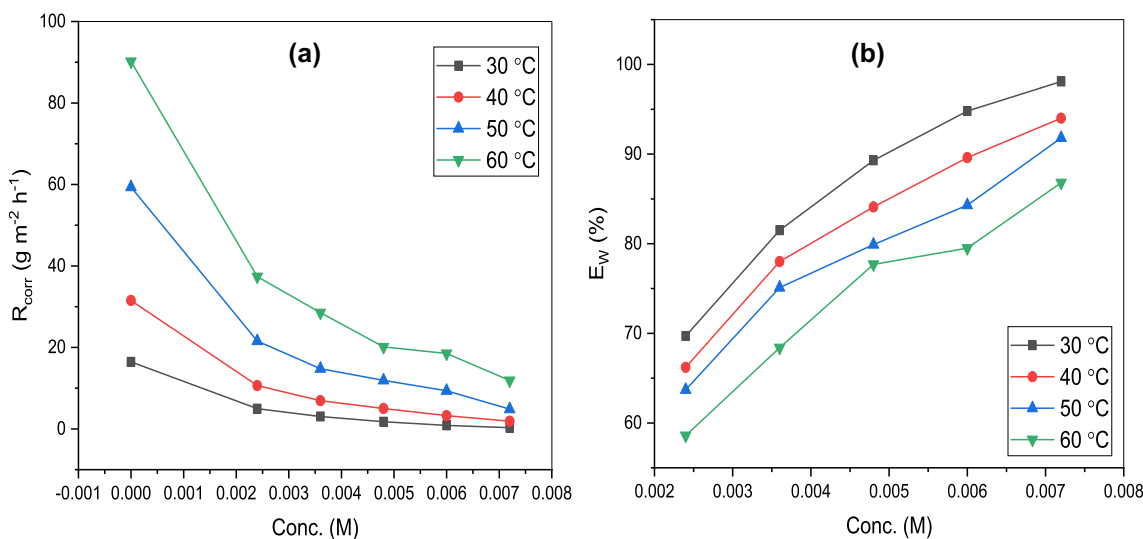 (a)
30 °C
40 °C
50 °C
60 °C
100
80
60
40
20
0
R_corr (g m⁻² h⁻¹)
-0.001 0.000 0.001 0.002 0.003 0.004 0.005 0.006 0.007 0.008
Conc. (M)
(b)
100
90
80
70
60
E_W (%)
30 °C
40 °C
50 °C
60 °C
0.002 0.003 0.004 0.005 0.006 0.007 0.008
Conc. (M)